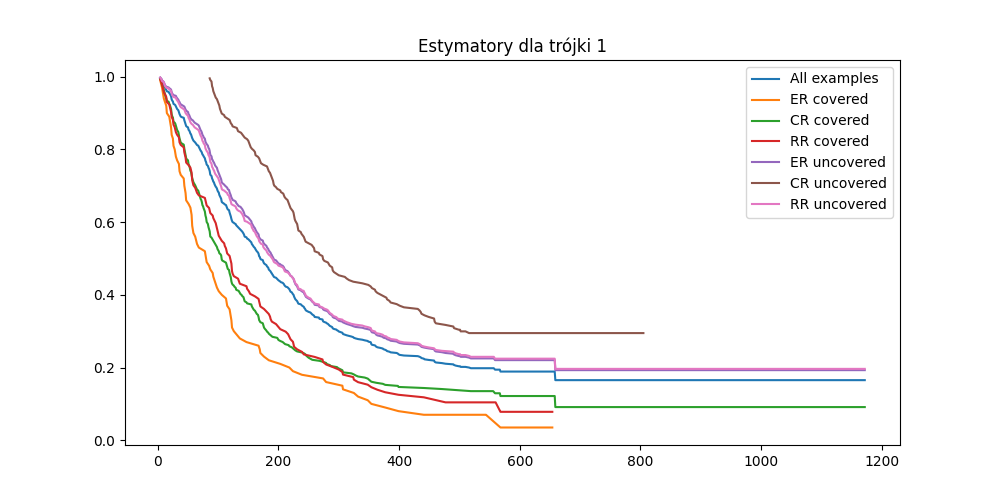 Estymatory dla trójki 1
1.0
0.8
0.6
0.4
0.2
0.0
0 200 400 600 800 1000 1200
All examples
ER covered
CR covered
RR covered
ER uncovered
CR uncovered
RR uncovered